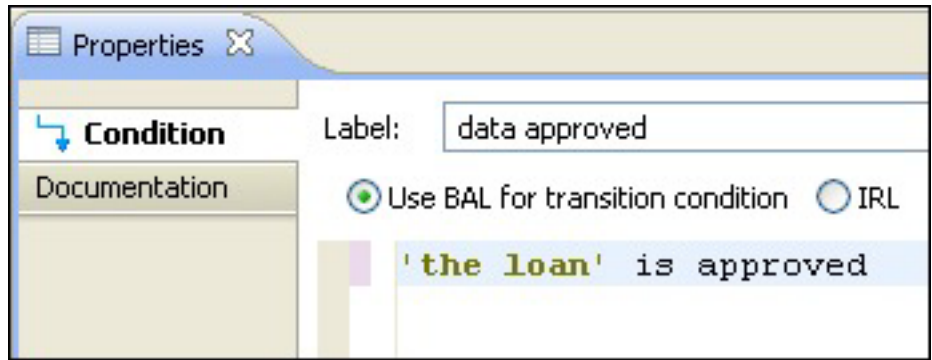 Properties
Condition
Label: data approved
Documentation
Use BAL for transition condition IRL
'the loan' is approved